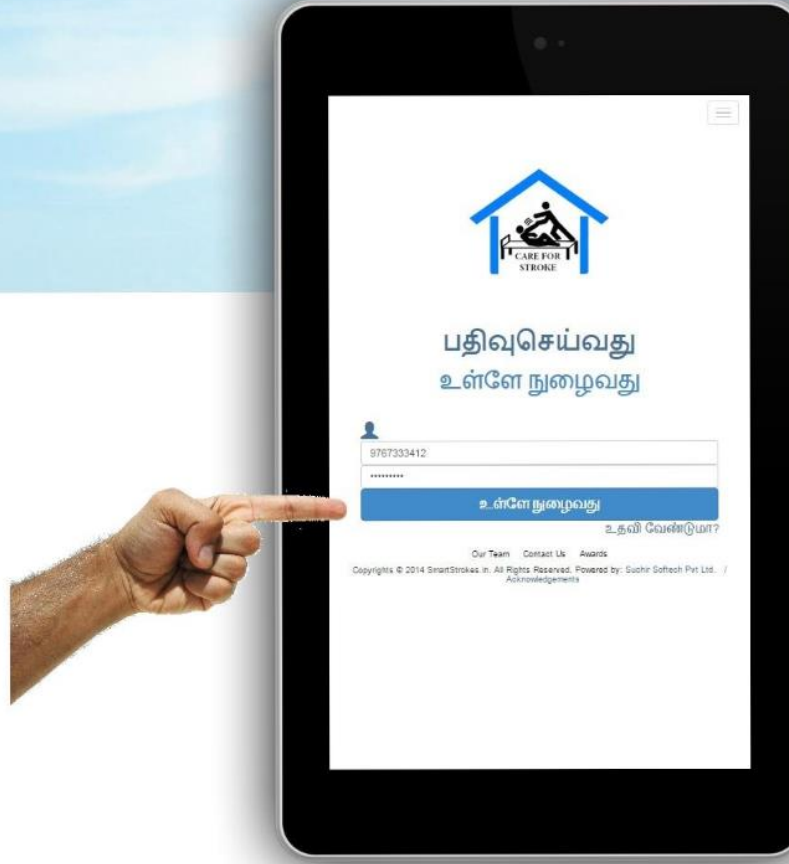 CARE FOR
STROKE
பதிவுசெய்வது
உள்ளே நுழைவது
9767333412
•••••••••
உள்ளே நுழைவது
உதவி வேண்டுமா?
Our Team Contact Us Awards
Copyrights © 2014 SmartStrokes.in. All Rights Reserved. Powered by: Suchir Softech Pvt Ltd. /
Acknowledgements